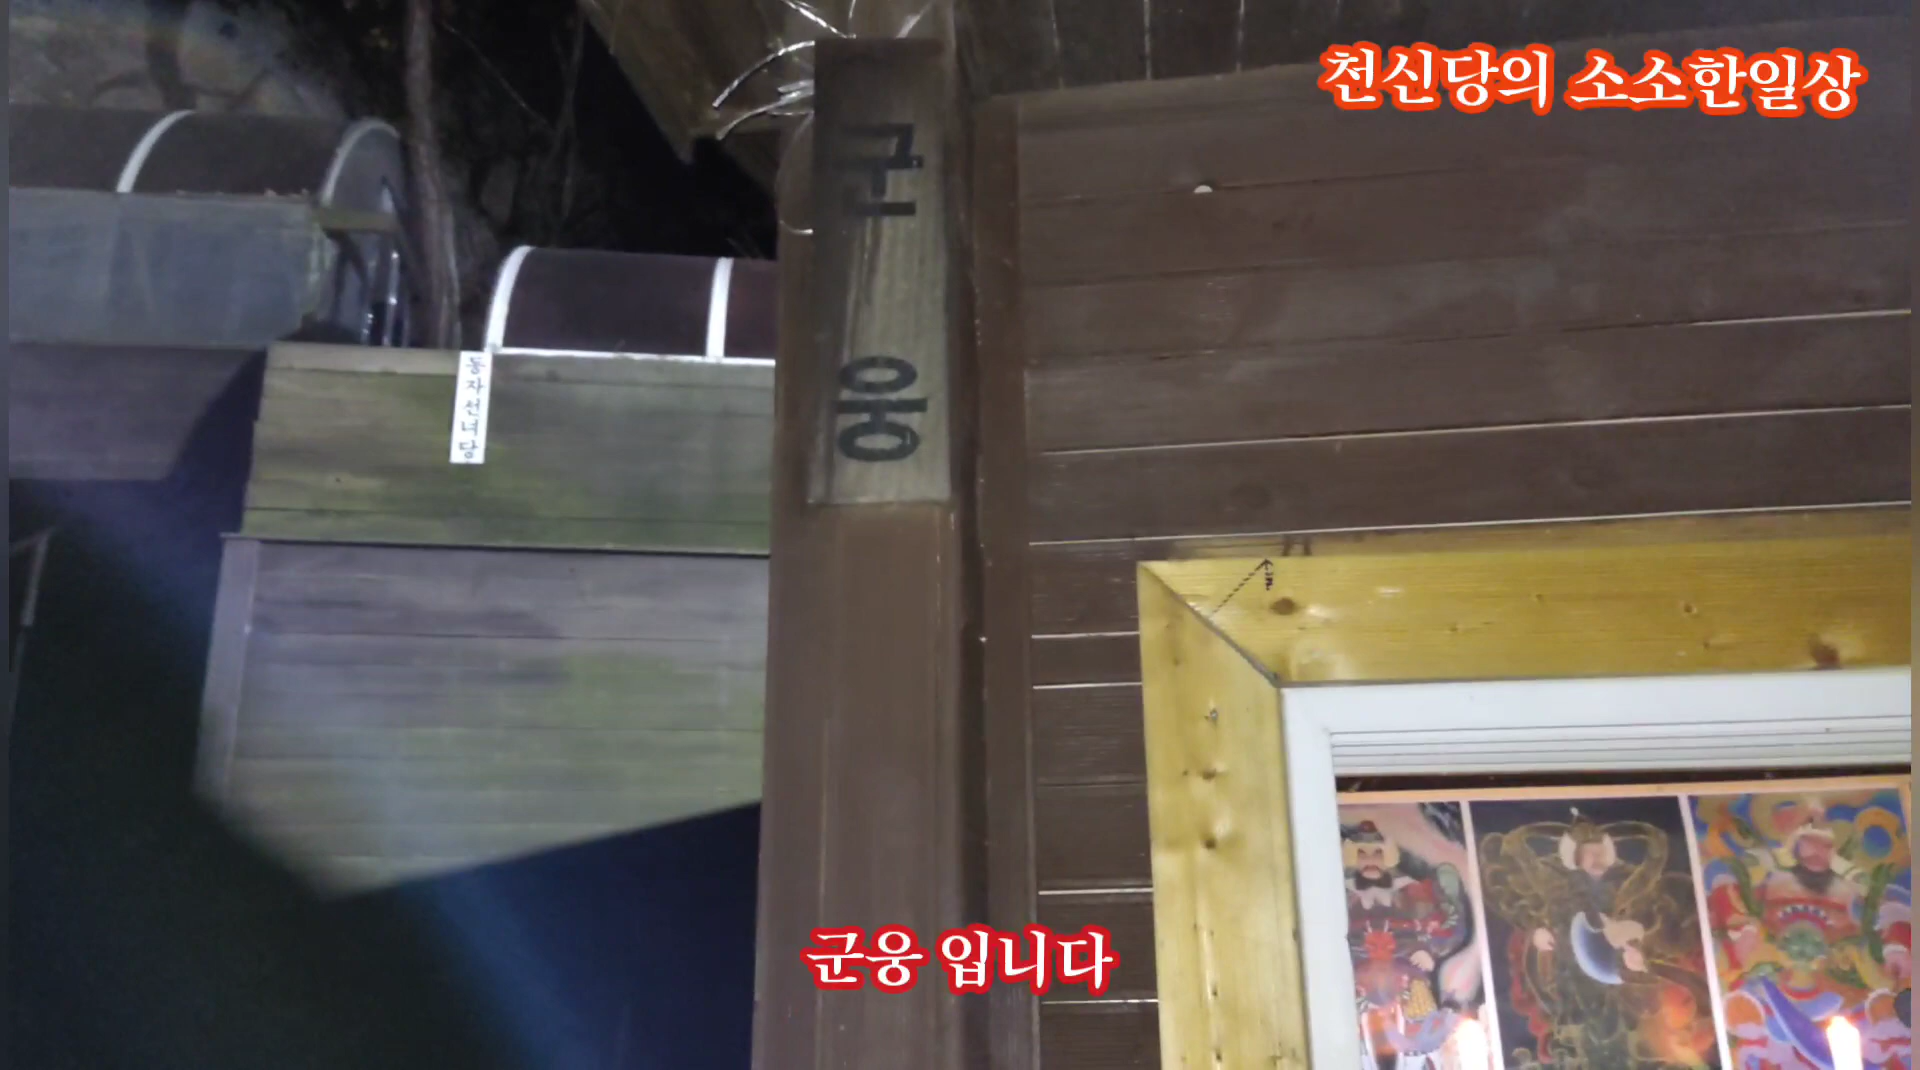 천신당의 소소한일상
군웅
동자선녀당
군웅 입니다